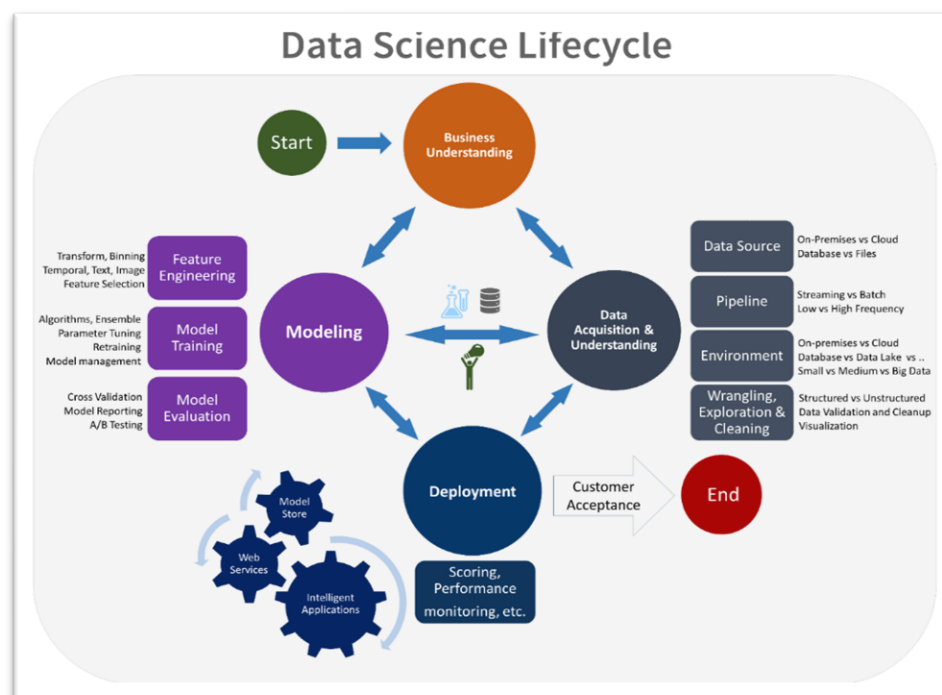 Data Science Lifecycle
Start
Business
Understanding
Transform, Binning
Temporal, Text, Image
Feature Selection
Feature
Engineering
Algorithms, Ensemble
Parameter Tuning
Retraining
Model management
Model
Training
Cross Validation
Model Reporting
A/B Testing
Model
Evaluation
Modeling
Data
Acquisition &
Understanding
Data Source
On-Premises vs Cloud
Database vs Files
Pipeline
Streaming vs Batch
Low vs High Frequency
Environment
On-premises vs Cloud
Database vs Data Lake vs ..
Small vs Medium vs Big Data
Wrangling,
Exploration &
Cleaning
Structured vs Unstructured
Data Validation and Cleanup
Visualization
Deployment
Customer
Acceptance
End
Model
Store
Web
Services
Intelligent
Applications
Scoring,
Performance
monitoring, etc.